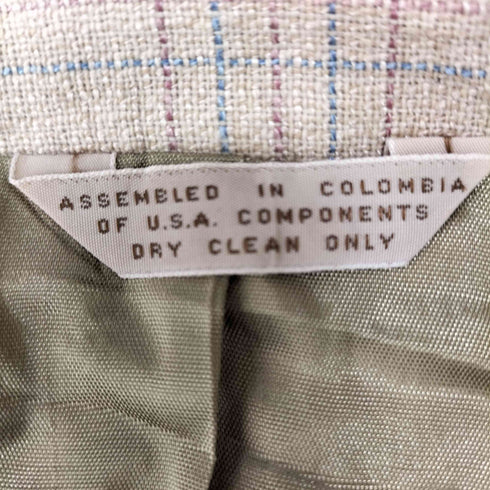 ASSEMBLED IN COLOMBIA
OF U.S.A. COMPONENTS
DRY CLEAN ONLY